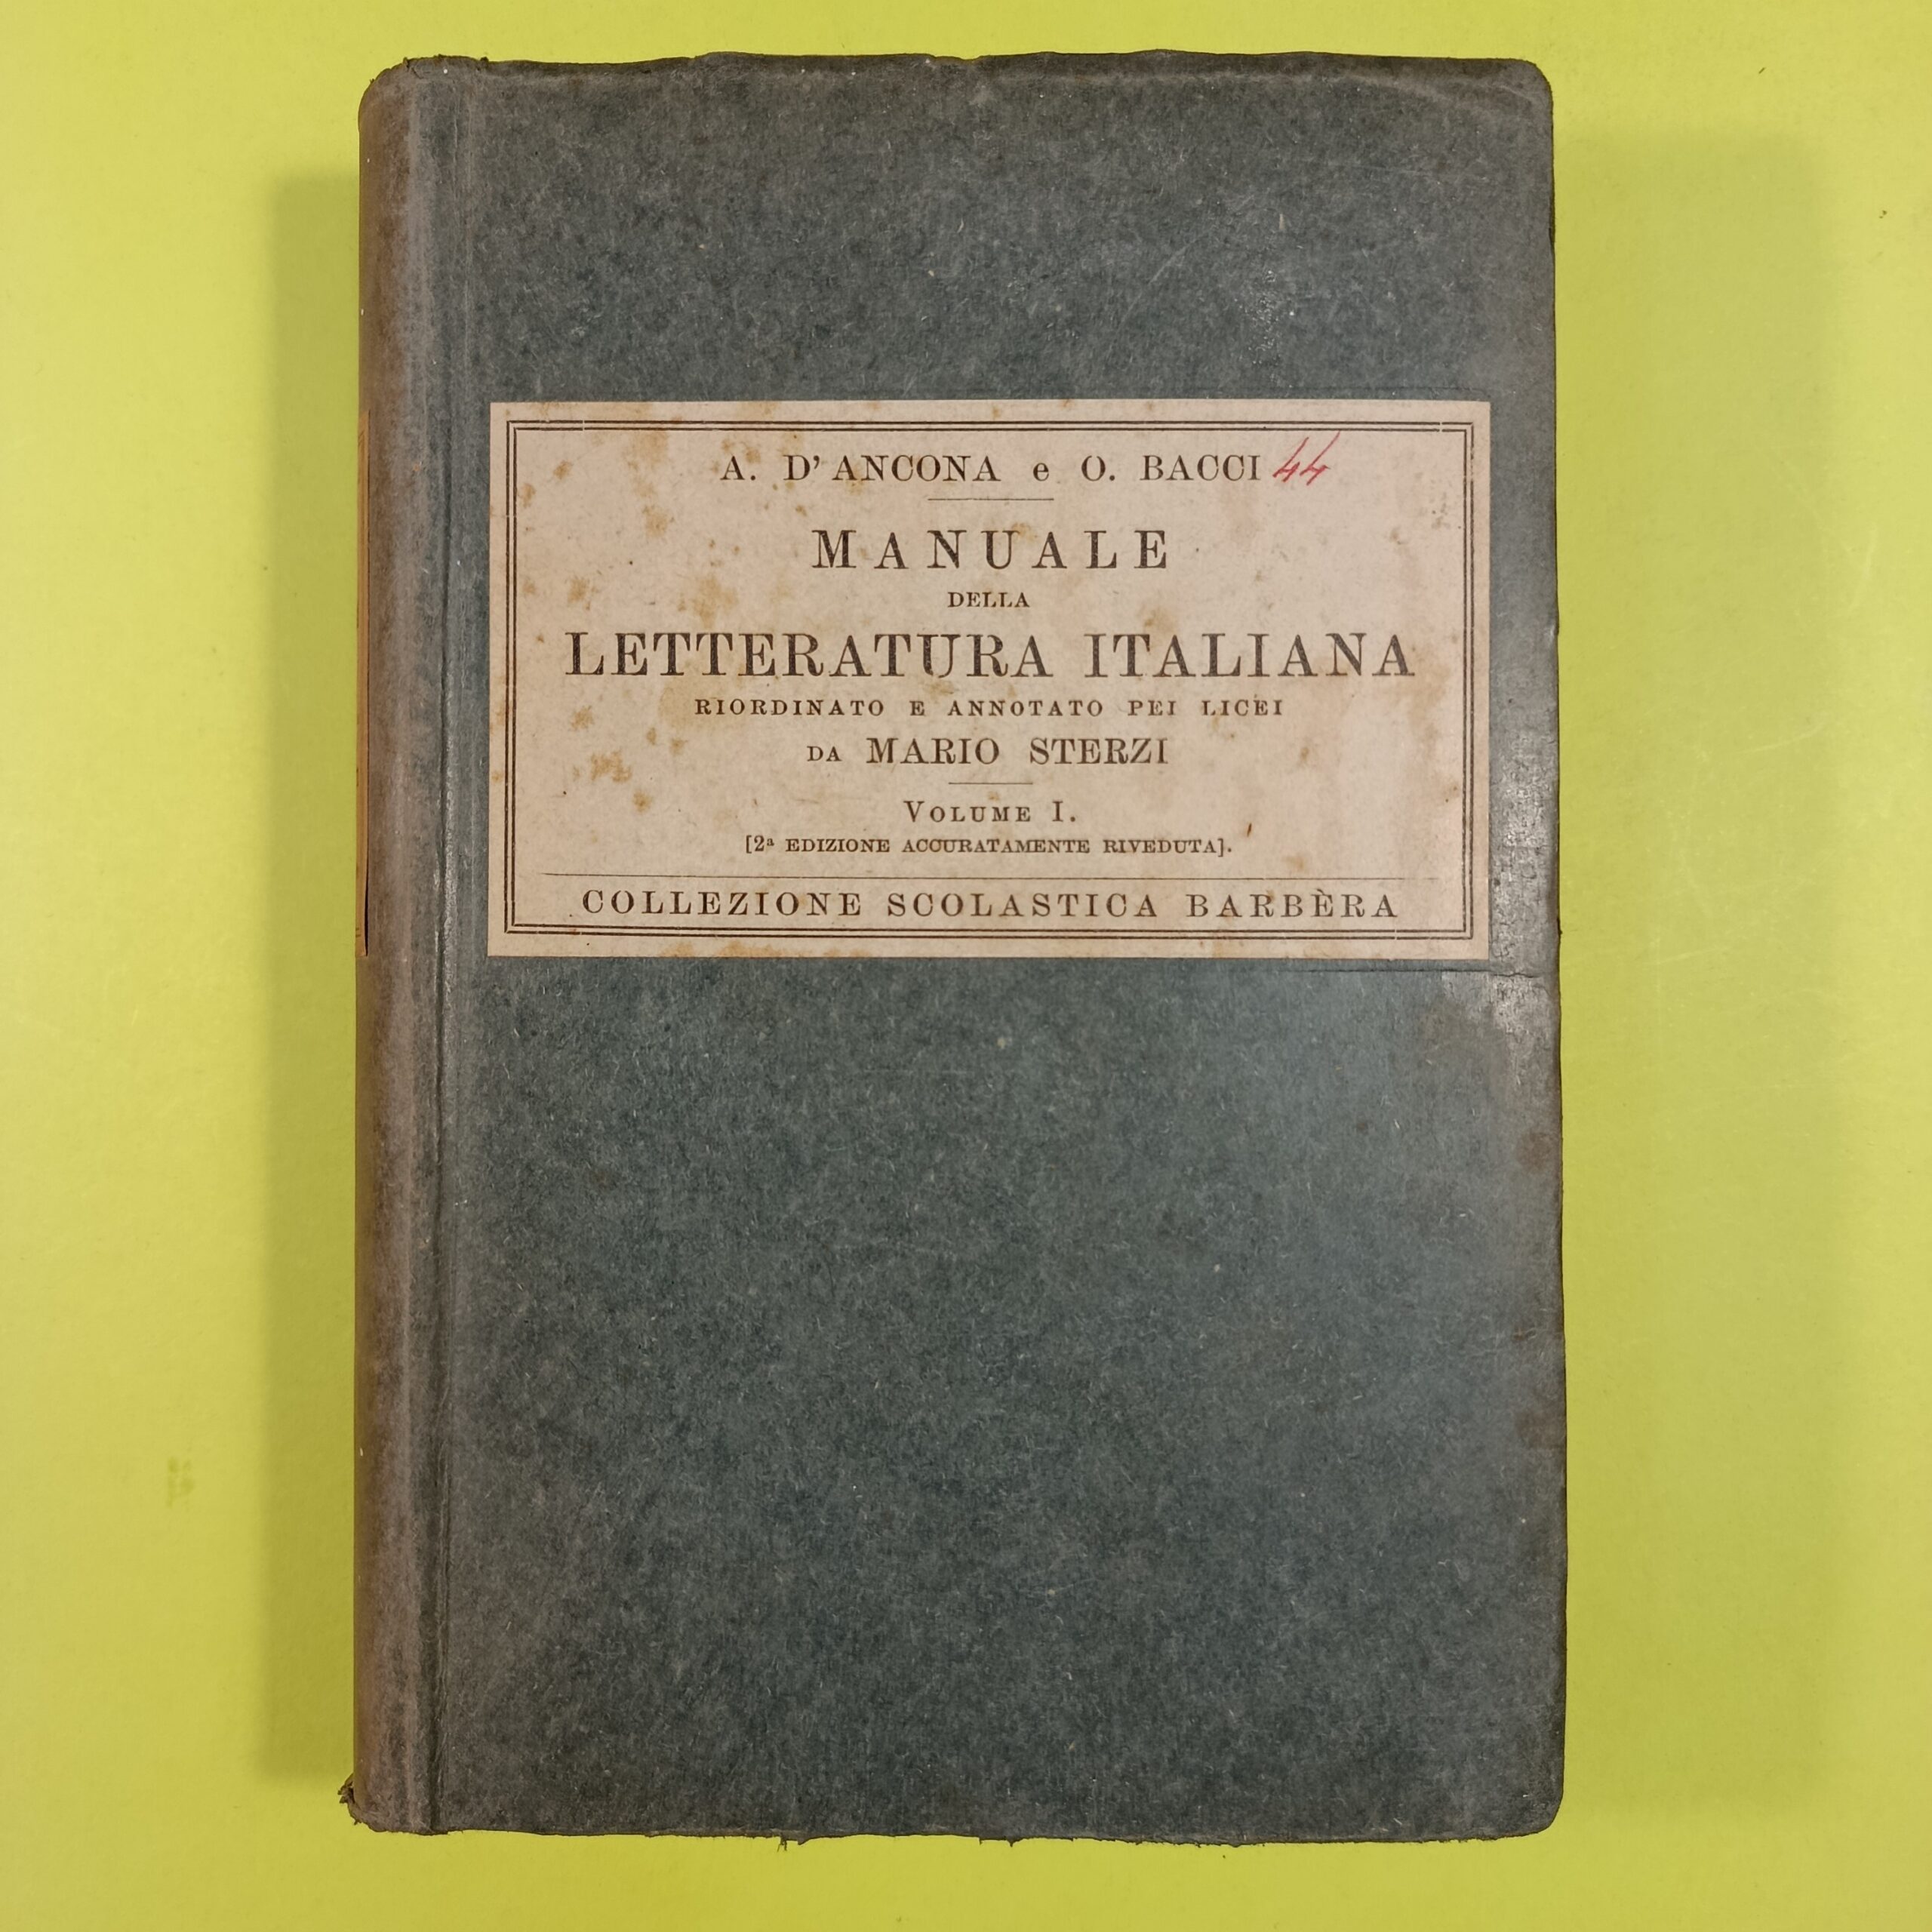 A. D'ANCONA e O. BACCI 44
MANUALE
DELLA
LETTERATURA ITALIANA
RIORDINATO E ANNOTATO PEI LICEI
DA MARIO STERZI
VOLUME I.
[2ª EDIZIONE ACCURATAMENTE RIVEDUTA].
COLLEZIONE SCOLASTICA BARBÈRA